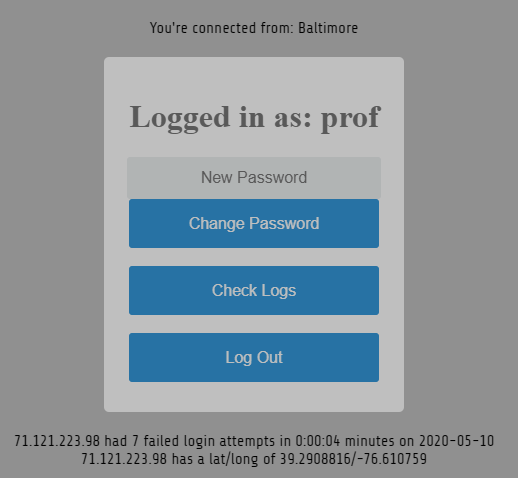 You're connected from: Baltimore
Logged in as: prof
New Password
Change Password
Check Logs
Log Out
71.121.223.98 had 7 failed login attempts in 0:00:04 minutes on 2020-05-10
71.121.223.98 has a lat/long of 39.2908816/-76.610759